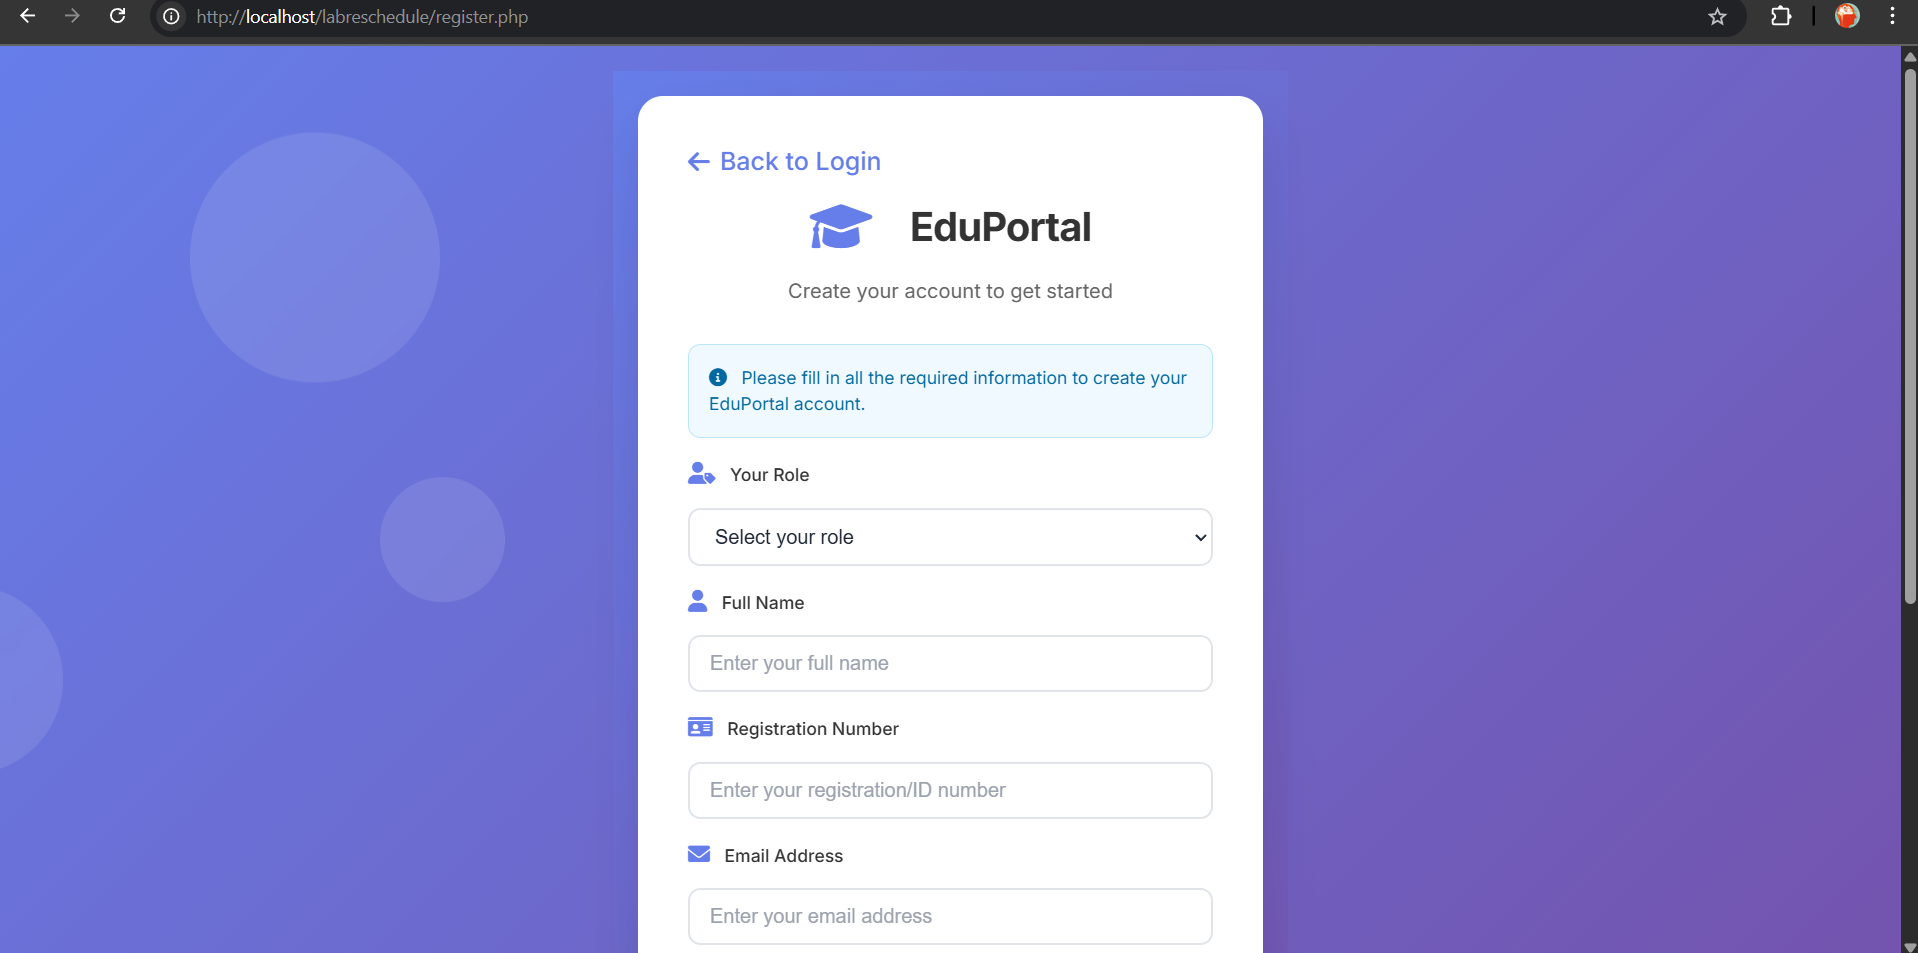 http://localhost/labreschedule/register.php
Back to Login
EduPortal
Create your account to get started
Please fill in all the required information to create your
EduPortal account.
Your Role
Select your role
Full Name
Enter your full name
Registration Number
Enter your registration/ID number
Email Address
Enter your email address